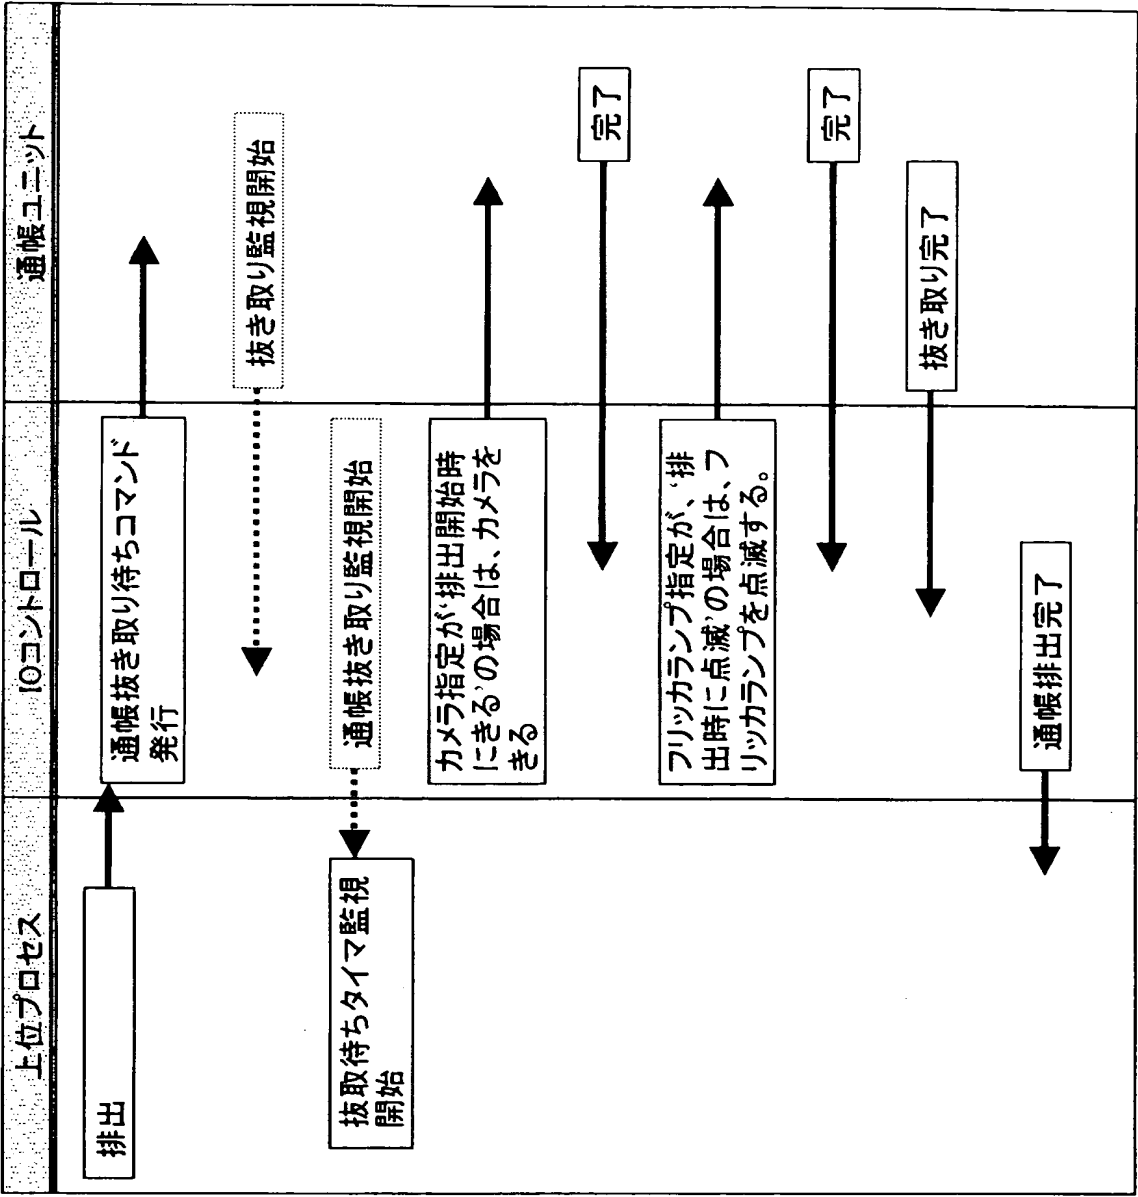 上位プロセス
IOコントロール
通帳ユニット
排出
通帳抜き取り待ちコマンド
発行
抜き取り監視開始
通帳抜き取り監視開始
抜取待ちタイマ監視
開始
カメラ指定が‘排出開始時
にきる’の場合は、カメラを
きる
完了
フリッカランプ指定が、‘排
出時に点滅’の場合は、フ
リッカランプを点滅する。
完了
抜き取り完了
通帳排出完了